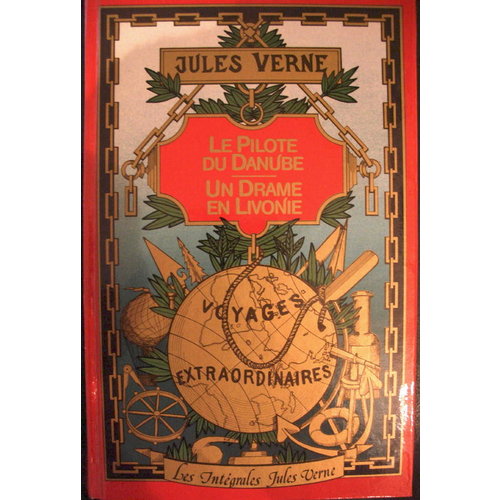 JULES VERNE
LE PILOTE
DU DANUBE
UN DRAME
EN LIVONIE
VOYAGES
EXTRAORDINAIRES
Les Intégrales Jules Verne